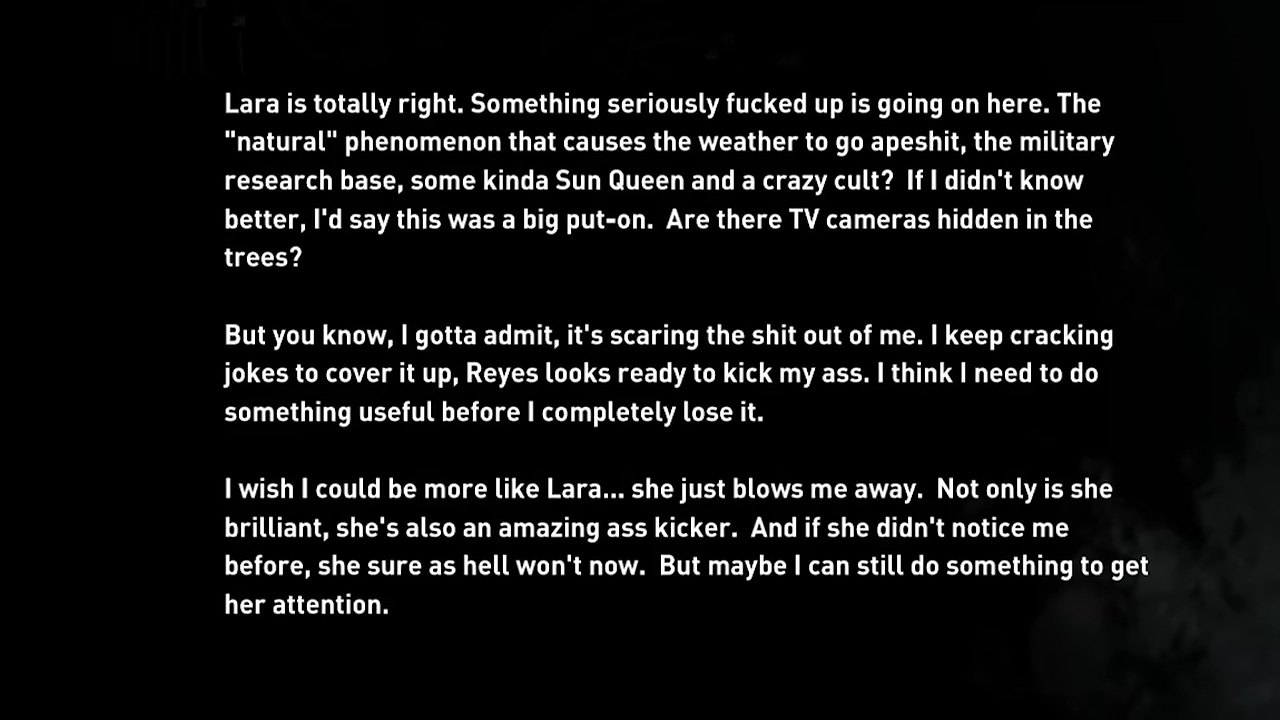 Lara is totally right. Something seriously fucked up is going on here. The
"natural" phenomenon that causes the weather to go apeshit, the military
research base, some kinda Sun Queen and a crazy cult?  If I didn't know
better, I'd say this was a big put-on.  Are there TV cameras hidden in the
trees?
But you know, I gotta admit, it's scaring the shit out of me. I keep cracking
jokes to cover it up, Reyes looks ready to kick my ass. I think I need to do
something useful before I completely lose it.
I wish I could be more like Lara... she just blows me away.  Not only is she
brilliant, she's also an amazing ass kicker.  And if she didn't notice me
before, she sure as hell won't now.  But maybe I can still do something to get
her attention.